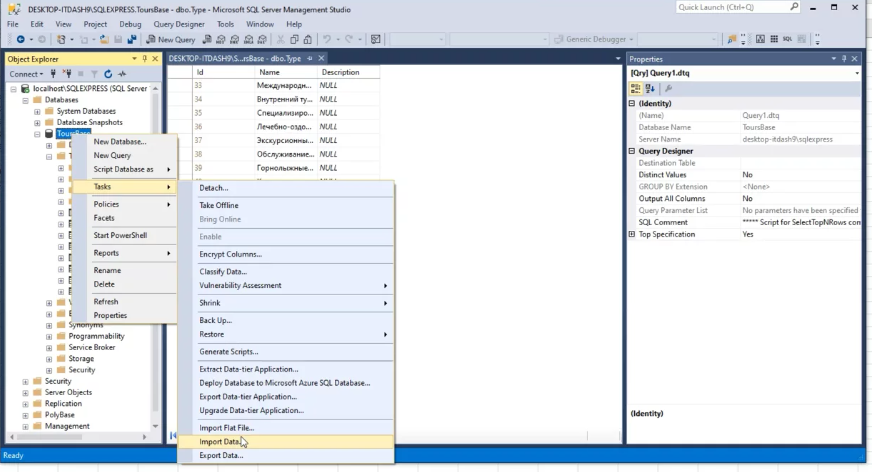 DESKTOP-ITDASH9\SQLEXPRESS.ToursBase - dbo.Type - Microsoft SQL Server Management Studio
Quick Launch (Ctrl+Q)
File Edit View Project Debug Query Designer Tools Window Help
New Query
Generic Debugger
Object Explorer
Connect
localhost\SQLEXPRESS (SQL Server
Databases
System Databases
Database Snapshots
ToursBase
Programmability
Service Broker
Storage
Security
Security
Server Objects
Replication
PolyBase
Management
New Database...
New Query
Script Database as
Tasks
Policies
Facets
Start PowerShell
Reports
Rename
Delete
Refresh
Properties
Detach...
Take Offline
Bring Online
Enable
Encrypt Columns...
Classify Data...
Vulnerability Assessment
Shrink
Back Up...
Restore
Generate Scripts...
Extract Data-tier Application...
Deploy Database to Microsoft Azure SQL Database...
Export Data-tier Application...
Upgrade Data-tier Application...
Import Flat File...
Import Data...
Export Data...
DESKTOP-ITDASH9\S...rsBase - dbo.Type
Id Name Description
33 Международн... NULL
34 Внутренний ту... NULL
35 Специализиро... NULL
36 Лечебно-оздо... NULL
37 Экскурсионны... NULL
38 Обслуживание... NULL
39 Горнолыжные... NULL
Properties
[Qry] Query1.dtq
(Identity)
(Name) Query1.dtq
Database Name ToursBase
Server Name desktop-itdash9\sqlexpress
Query Designer
Destination Table
Distinct Values No
GROUP BY Extension <None>
Output All Columns No
Query Parameter List No parameters have been specified
SQL Comment ***** Script for SelectTopNRows con
Top Specification Yes
(Identity)
Ready